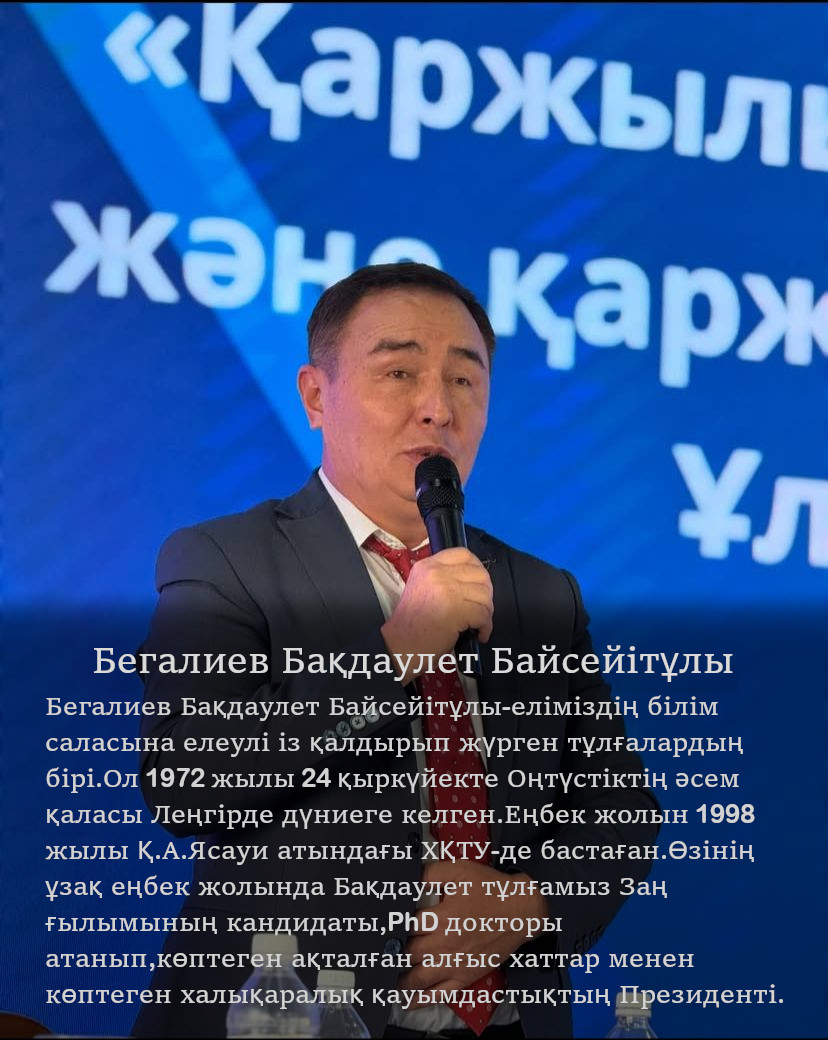 «Қаржыл
және қарж
Ұл
Бегалиев Бақдаулет Байсейітұлы
Бегалиев Бақдаулет Байсейітұлы-еліміздің білім
саласына елеулі із қалдырып жүрген тұлғалардың
бірі.Ол 1972 жылы 24 қыркүйекте Оңтүстіктің әсем
қаласы Леңгірде дүниеге келген.Еңбек жолын 1998
жылы Қ.А.Ясауи атындағы ХҚТУ-де бастаған.Өзінің
ұзақ еңбек жолында Бақдаулет тұлғамыз Заң
ғылымының кандидаты,PhD докторы
атанып,көптеген ақталған алғыс хаттар менен
көптеген халықаралық қауымдастықтың Президенті.